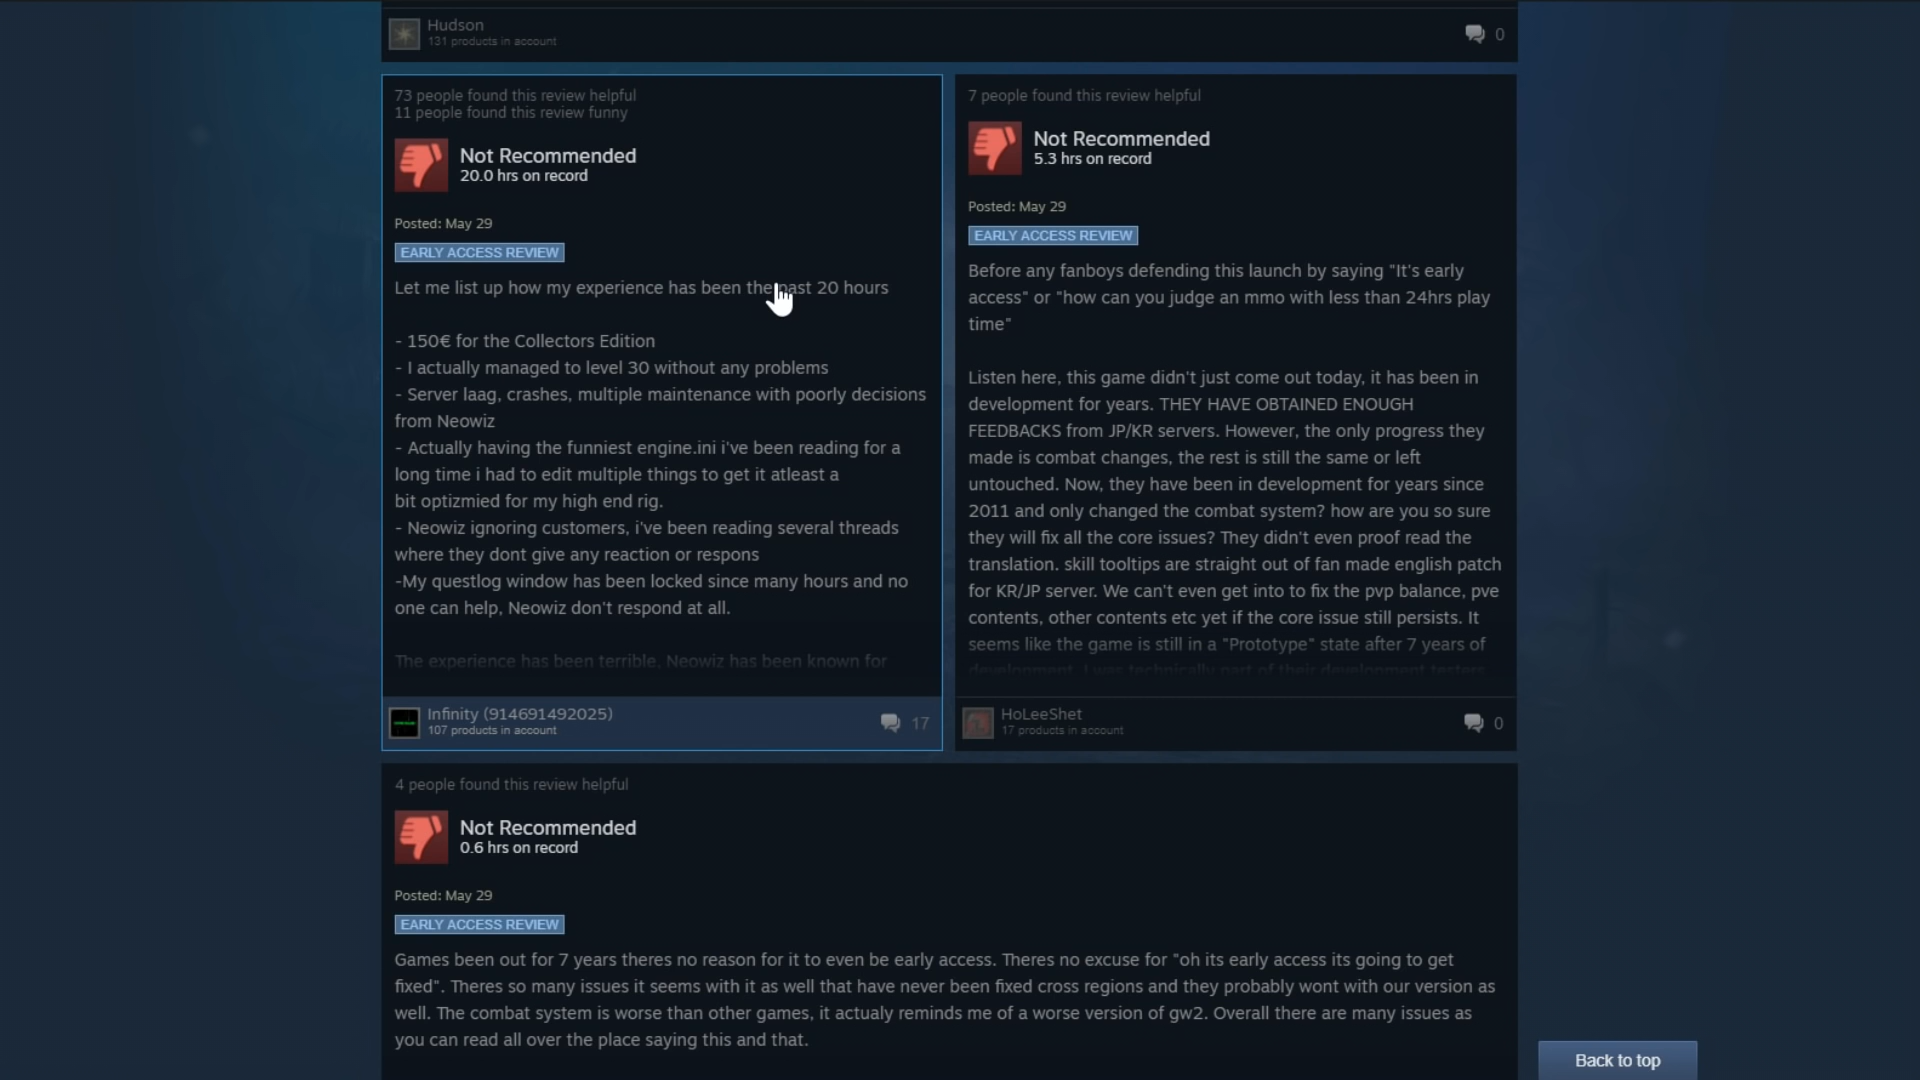 Hudson
131 products in account
0
73 people found this review helpful
11 people found this review funny
Not Recommended
20.0 hrs on record
Posted: May 29
EARLY ACCESS REVIEW
Let me list up how my experience has been the past 20 hours
- 150€ for the Collectors Edition
- I actually managed to level 30 without any problems
- Server laag, crashes, multiple maintenance with poorly decisions
from Neowiz
- Actually having the funniest engine.ini i've been reading for a
long time i had to edit multiple things to get it atleast a
bit optizmied for my high end rig.
- Neowiz ignoring customers, i've been reading several threads
where they dont give any reaction or respons
-My questlog window has been locked since many hours and no
one can help, Neowiz don't respond at all.
The experience has been terrible, Neowiz has been known for
Infinity (914691492025)
107 products in account
17
7 people found this review helpful
Not Recommended
5.3 hrs on record
Posted: May 29
EARLY ACCESS REVIEW
Before any fanboys defending this launch by saying "It's early
access" or "how can you judge an mmo with less than 24hrs play
time"
Listen here, this game didn't just come out today, it has been in
development for years. THEY HAVE OBTAINED ENOUGH
FEEDBACKS from JP/KR servers. However, the only progress they
made is combat changes, the rest is still the same or left
untouched. Now, they have been in development for years since
2011 and only changed the combat system? how are you so sure
they will fix all the core issues? They didn't even proof read the
translation. skill tooltips are straight out of fan made english patch
for KR/JP server. We can't even get into to fix the pvp balance, pve
contents, other contents etc yet if the core issue still persists. It
seems like the game is still in a "Prototype" state after 7 years of
development. I was technically part of their development testers
HoLeeShet
17 products in account
0
4 people found this review helpful
Not Recommended
0.6 hrs on record
Posted: May 29
EARLY ACCESS REVIEW
Games been out for 7 years theres no reason for it to even be early access. Theres no excuse for "oh its early access its going to get
fixed". Theres so many issues it seems with it as well that have never been fixed cross regions and they probably wont with our version as
well. The combat system is worse than other games, it actualy reminds me of a worse version of gw2. Overall there are many issues as
you can read all over the place saying this and that.
Back to top